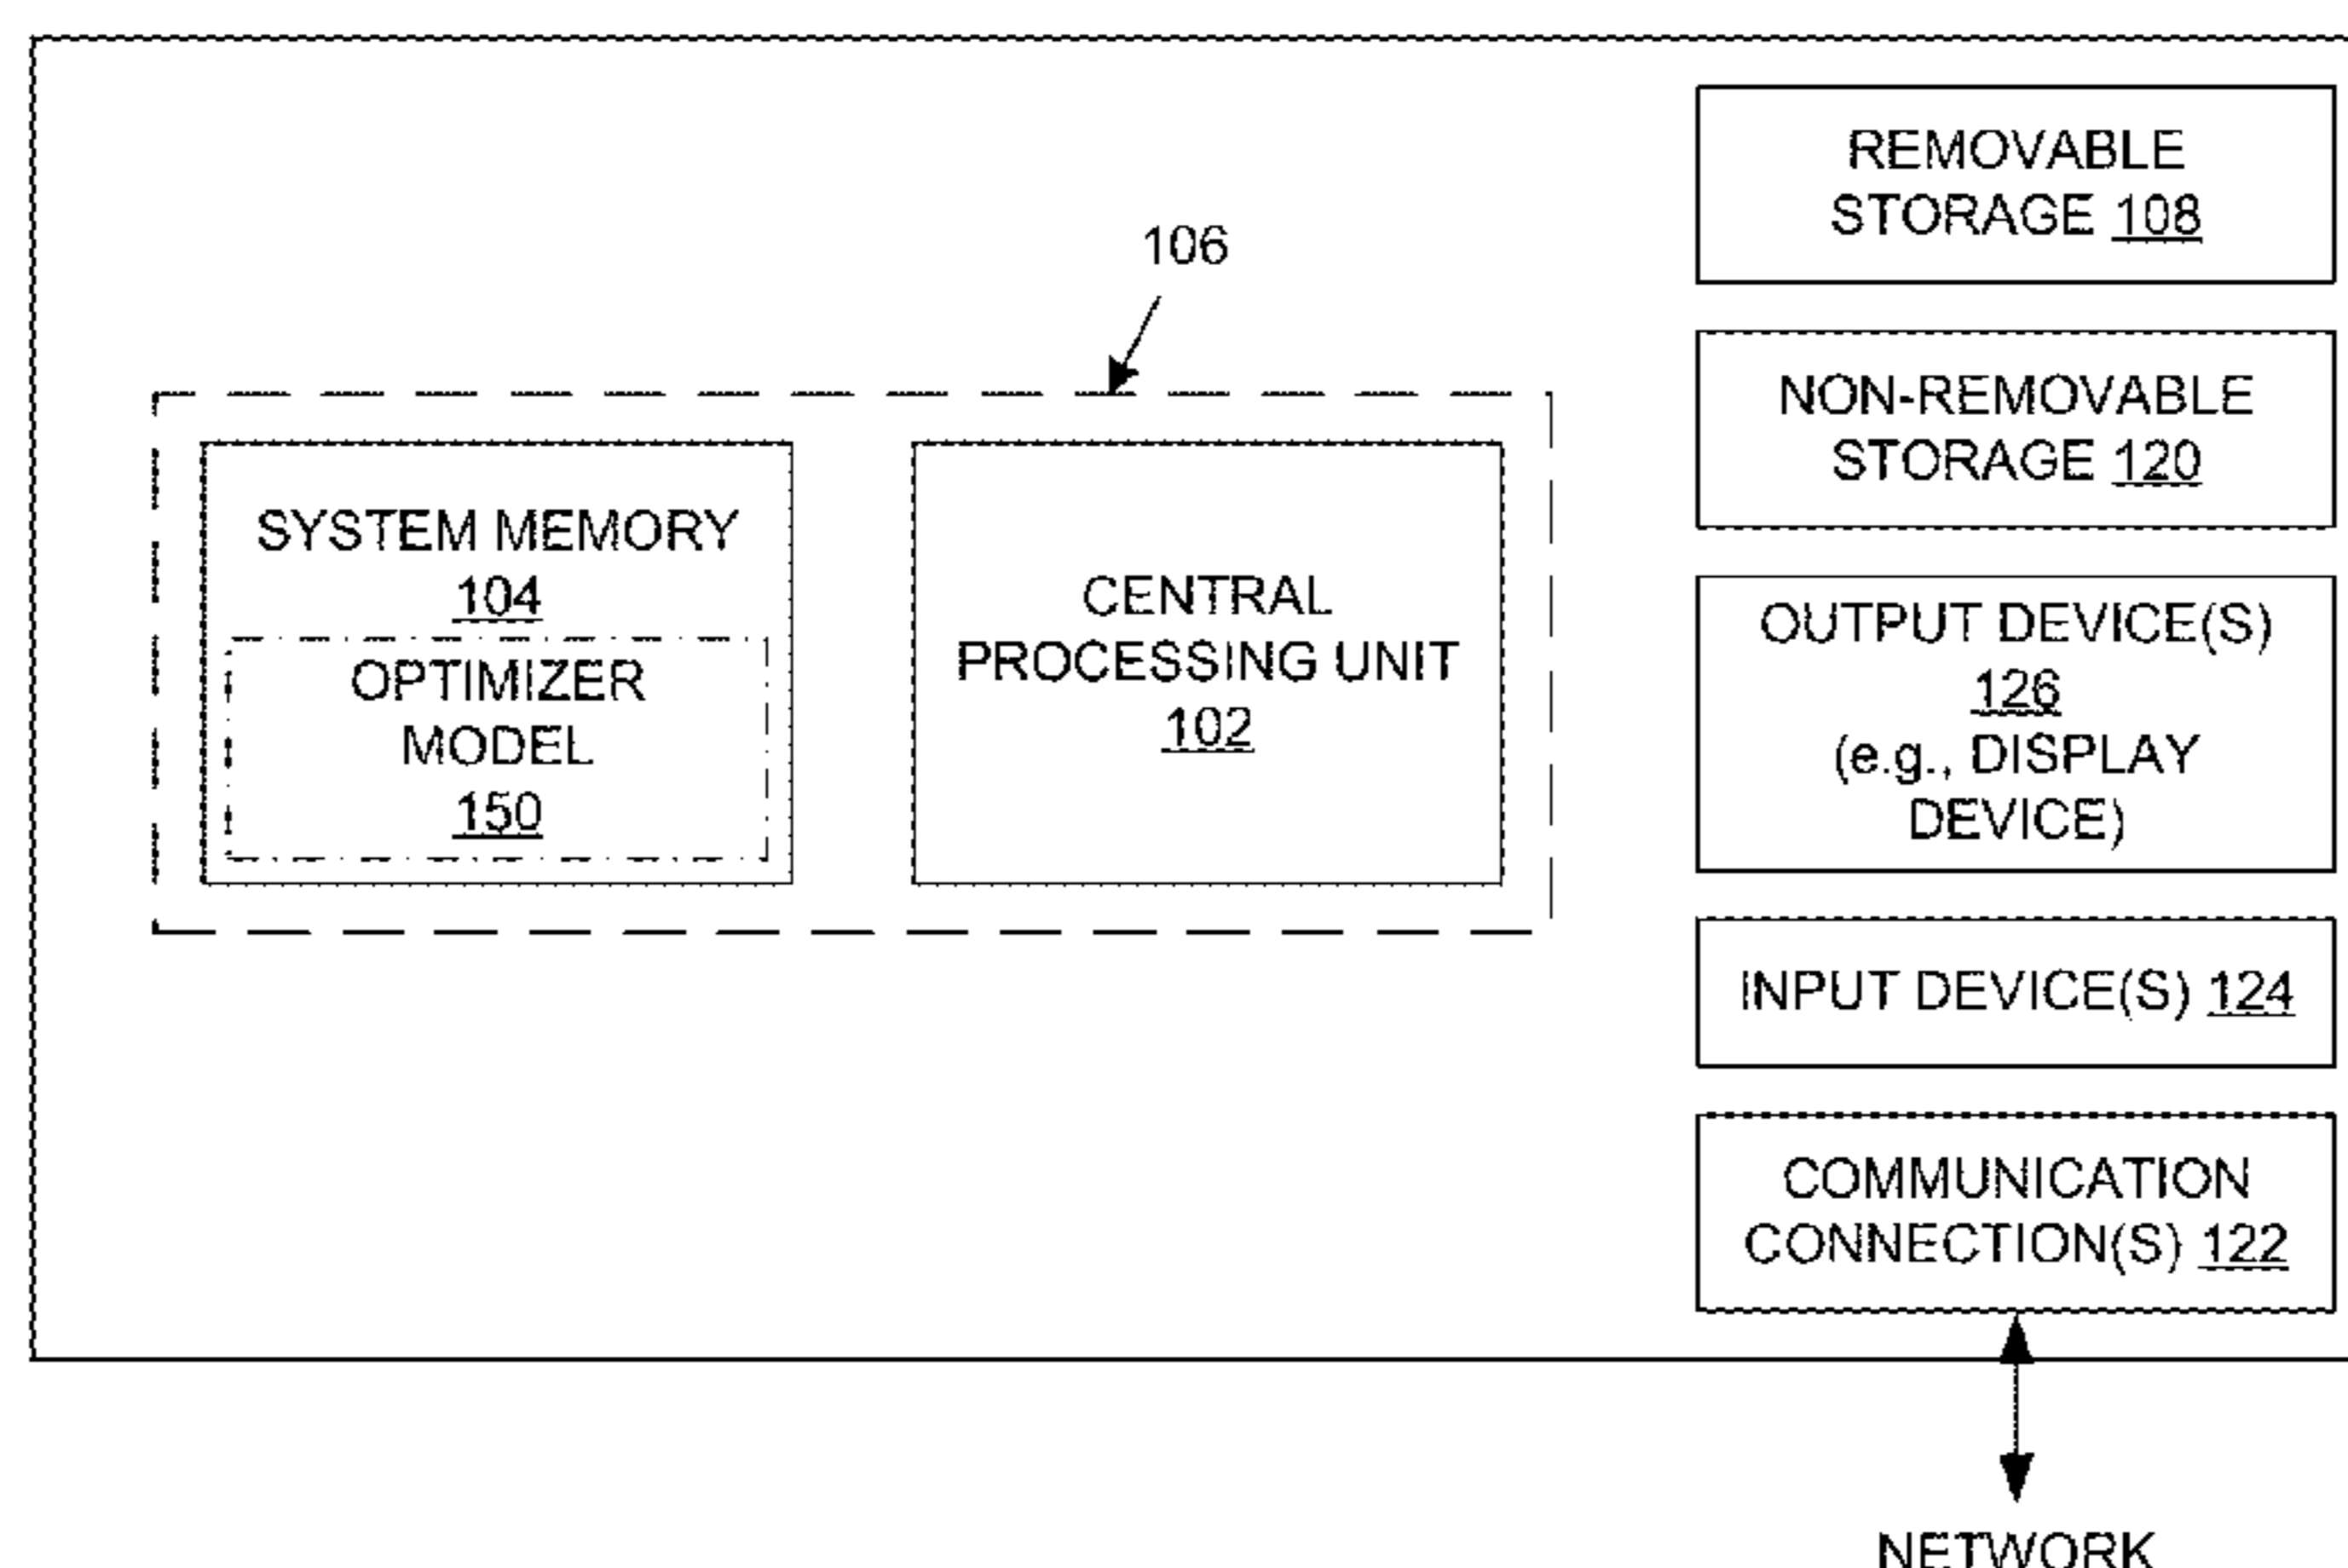 106
SYSTEM MEMORY
104
OPTIMIZER
MODEL
150
CENTRAL
PROCESSING UNIT
102
REMOVABLE
STORAGE 108
NON-REMOVABLE
STORAGE 120
OUTPUT DEVICE(S)
126
(e.g., DISPLAY
DEVICE)
INPUT DEVICE(S) 124
COMMUNICATION
CONNECTION(S) 122
NETWORK